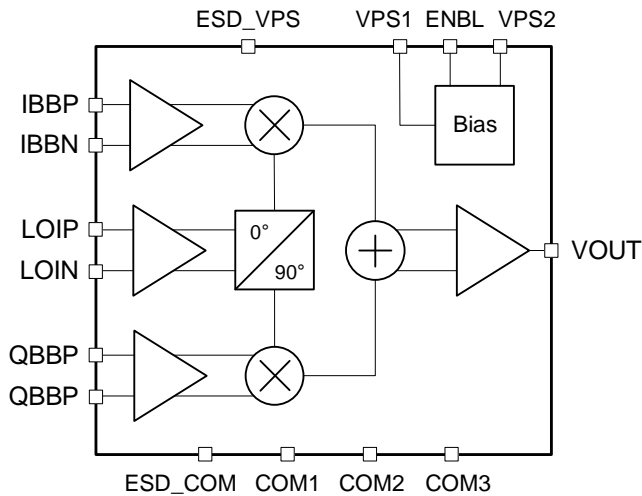 ESD_VPS VPS1 ENBL VPS2
IBBP
IBBN
Bias
LOIP
LOIN
0°
90°
VOUT
QBBP
QBBP
ESD_COM COM1 COM2 COM3